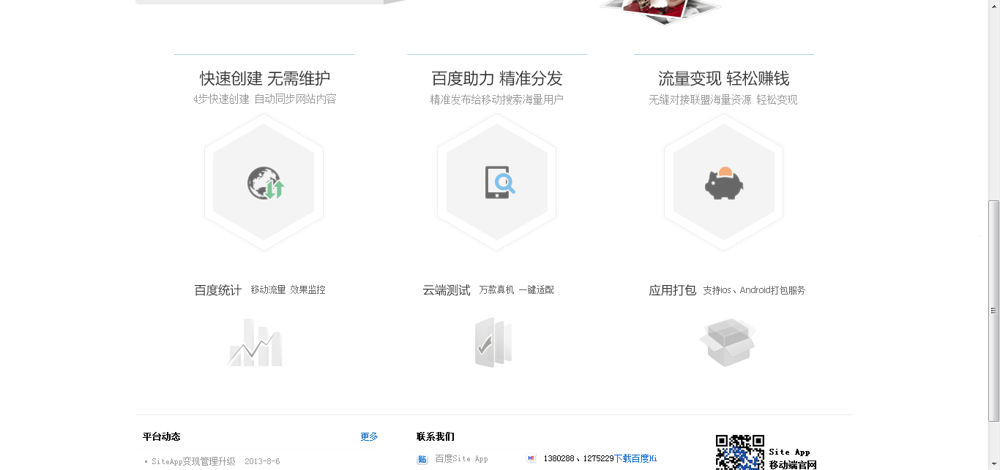 快速创建 无需维护
4步快速创建 自动同步网站内容
百度助力 精准分发
精准发布给移动搜索海量用户
流量变现 轻松赚钱
无缝对接联盟海量资源 轻松变现
百度统计 移动流量 效果监控
云端测试 万款真机 一键适配
应用打包 支持ios、Android打包服务
平台动态 更多
SiteApp变现管理升级 2013-8-6
联系我们
贴 百度Site App Hi 1380288、1275229下载百度Hi
Site App
移动端官网